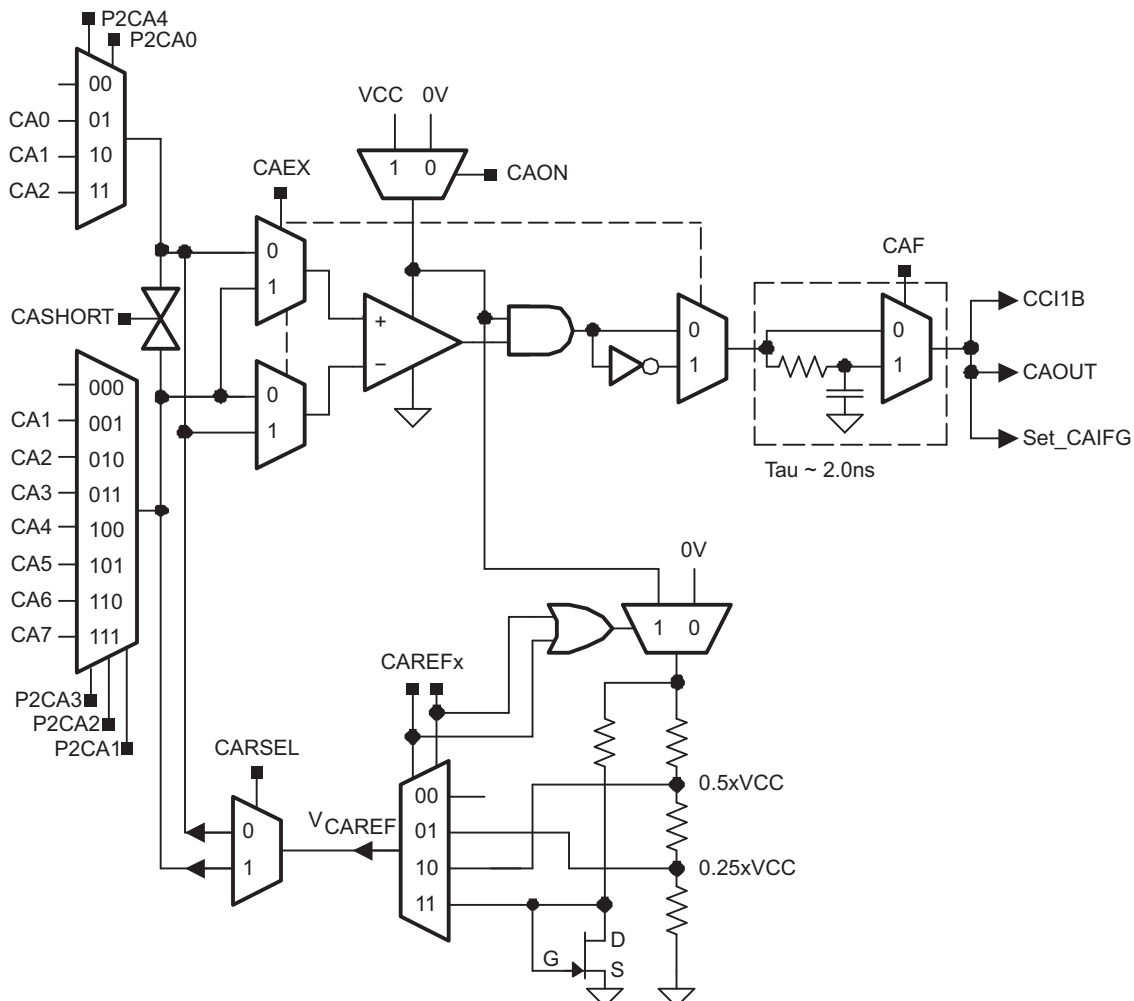 P2CA4
P2CA0
00
CA0 01
CA1 10
CA2 11
VCC 0V
1 0
CAON
CAEX
0
1
CASHORT
+
−
0
1
0
1
CAF
0
1
CCI1B
CAOUT
Set_CAIFG
Tau ~ 2.0ns
000
CA1 001
CA2 010
CA3 011
CA4 100
CA5 101
CA6 110
CA7 111
P2CA3
P2CA2
P2CA1
0V
1 0
CAREFx
CARSEL
0
1
VCAREF
00
01
10
11
0.5xVCC
0.25xVCC
D
G
S